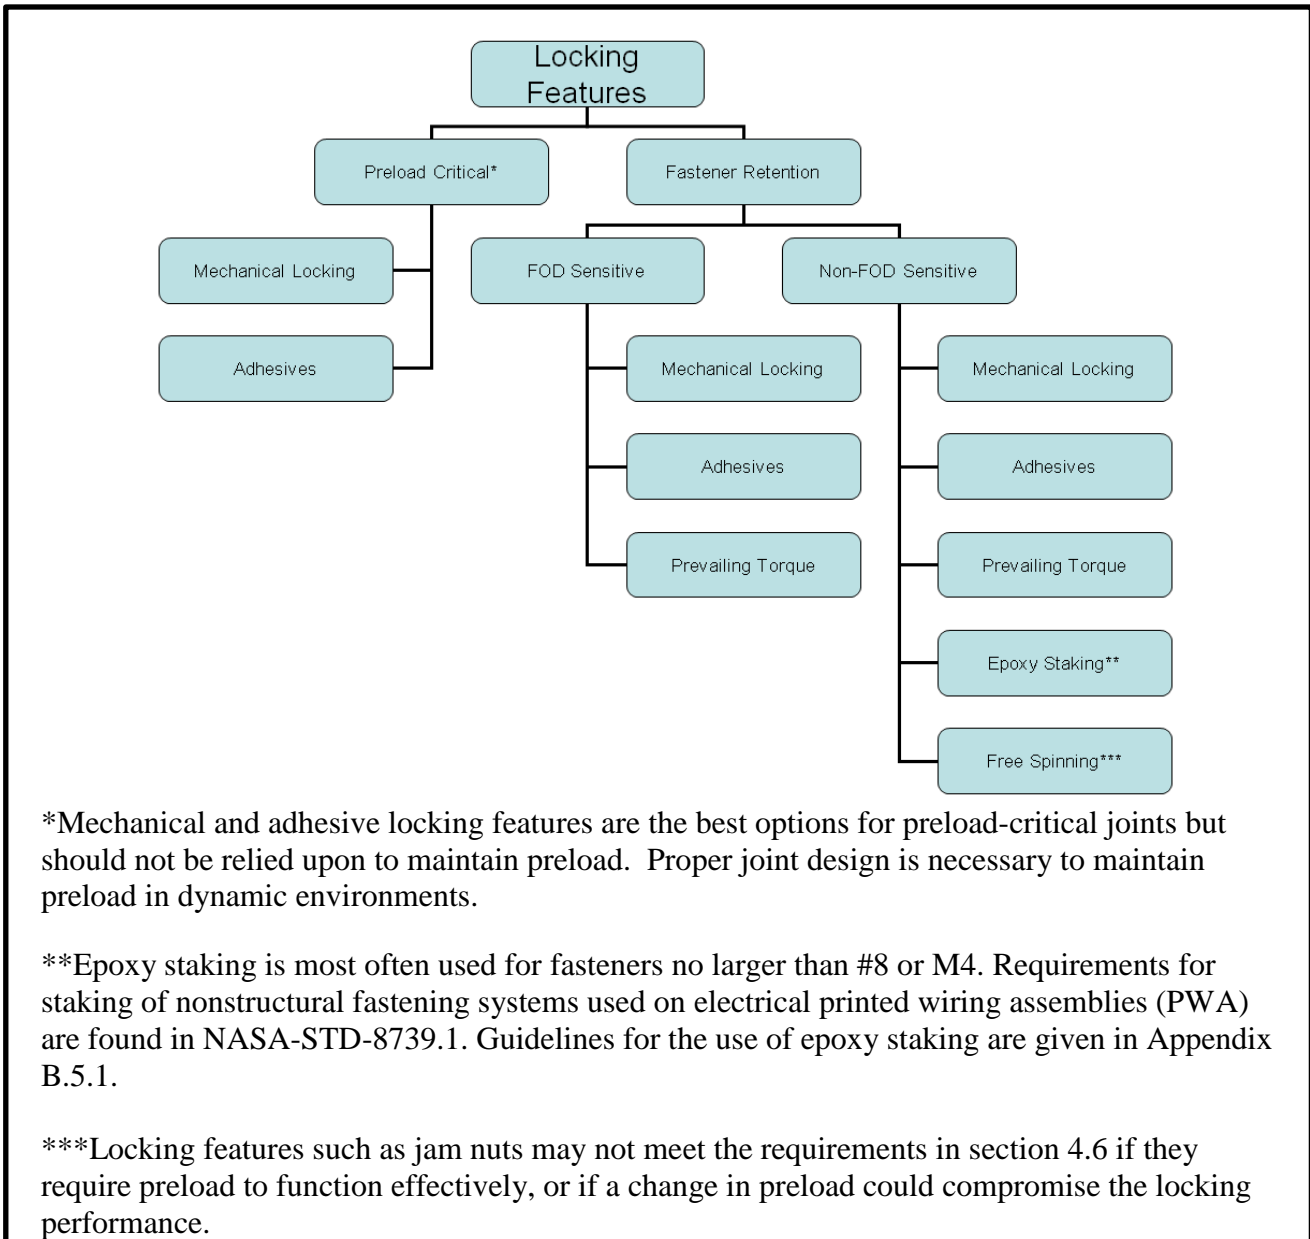 Locking
Features
Preload Critical*
Fastener Retention
Mechanical Locking
FOD Sensitive
Non-FOD Sensitive
Adhesives
Mechanical Locking
Mechanical Locking
Adhesives
Adhesives
Prevailing Torque
Prevailing Torque
Epoxy Staking**
Free Spinning***
*Mechanical and adhesive locking features are the best options for preload-critical joints but
should not be relied upon to maintain preload.  Proper joint design is necessary to maintain
preload in dynamic environments.
**Epoxy staking is most often used for fasteners no larger than #8 or M4. Requirements for
staking of nonstructural fastening systems used on electrical printed wiring assemblies (PWA)
are found in NASA-STD-8739.1. Guidelines for the use of epoxy staking are given in Appendix
B.5.1.
***Locking features such as jam nuts may not meet the requirements in section 4.6 if they
require preload to function effectively, or if a change in preload could compromise the locking
performance.